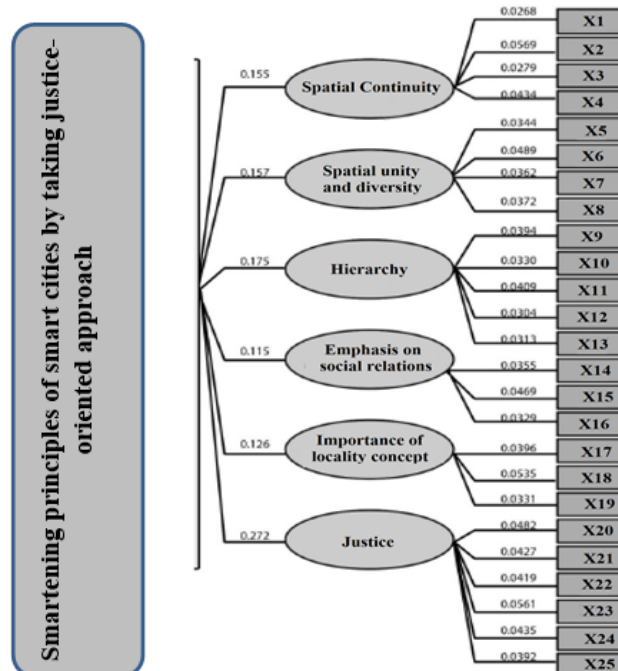 Smartening principles of smart cities by taking justice-
oriented approach
0.155
Spatial Continuity
0.0268
X1
0.0569
X2
0.0279
X3
0.0434
X4
0.157
Spatial unity
and diversity
0.0344
X5
0.0489
X6
0.0362
X7
0.0372
X8
0.175
Hierarchy
0.0394
X9
0.0330
X10
0.0409
X11
0.0304
X12
0.0313
X13
0.115
Emphasis on
social relations
0.0355
X14
0.0469
X15
0.0329
X16
0.126
Importance of
locality concept
0.0396
X17
0.0535
X18
0.0331
X19
0.272
Justice
0.0482
X20
0.0427
X21
0.0419
X22
0.0561
X23
0.0435
X24
0.0392
X25